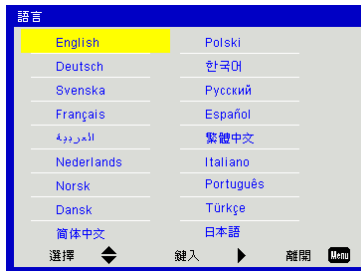 語言
English Polski
Deutsch 한국어
Svenska Русский
Français Español
العربية 繁體中文
Nederlands Italiano
Norsk Português
Dansk Türkçe
简体中文 日本語
選擇 鍵入 離開 Menu